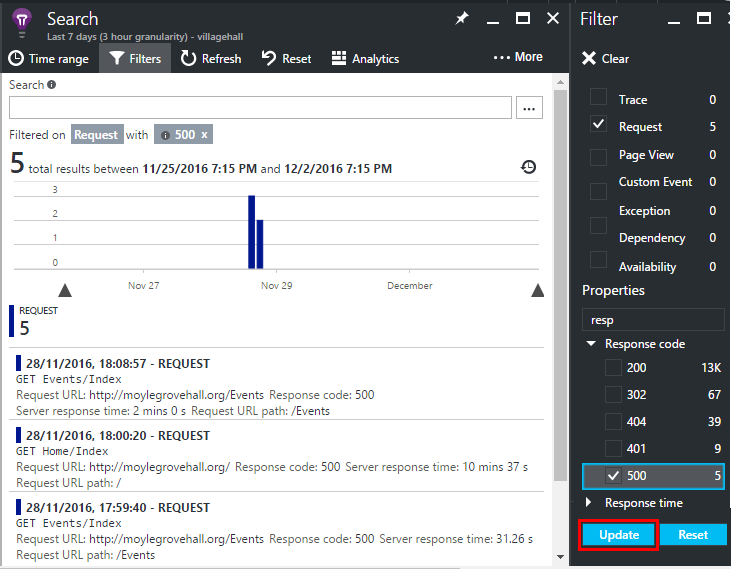 Search
Last 7 days (3 hour granularity) - villagehall
Time range Filters Refresh Reset Analytics ••• More
Search
...
Filtered on Request with 500 x
5 total results between 11/25/2016 7:15 PM and 12/2/2016 7:15 PM
3
2
1
0
Nov 27 Nov 29 December
REQUEST
5
28/11/2016, 18:08:57 - REQUEST
GET Events/Index
Request URL: http://moylegrovehall.org/Events Response code: 500
Server response time: 2 mins 0 s Request URL path: /Events
28/11/2016, 18:00:20 - REQUEST
GET Home/Index
Request URL: http://moylegrovehall.org/ Response code: 500 Server response time: 10 mins 37 s
Request URL path: /
28/11/2016, 17:59:40 - REQUEST
GET Events/Index
Request URL: http://moylegrovehall.org/Events Response code: 500 Server response time: 31.26 s
Request URL path: /Events
Filter
Clear
Trace 0
Request 5
Page View 0
Custom Event 0
Exception 0
Dependency 0
Availability 0
Properties
resp
Response code
200 13K
302 67
404 39
401 9
500 5
Response time
Update Reset